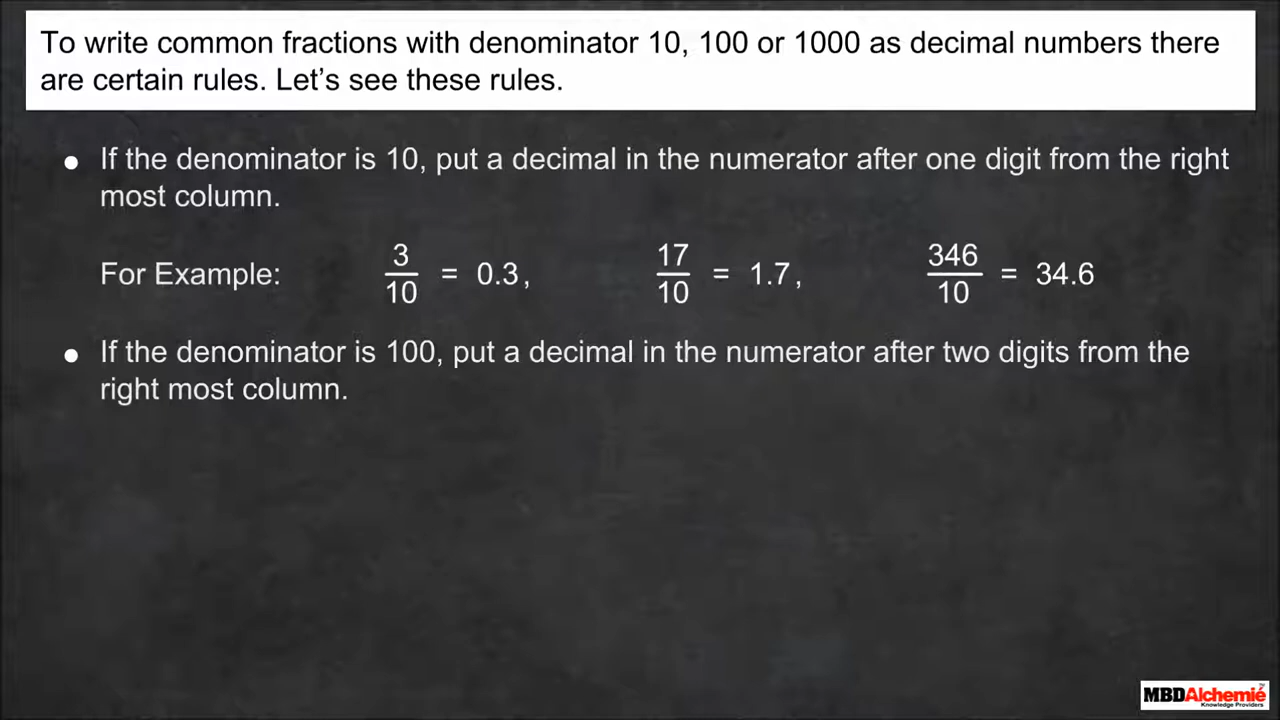 To write common fractions with denominator 10, 100 or 1000 as decimal numbers there
are certain rules. Let's see these rules.
• If the denominator is 10, put a decimal in the numerator after one digit from the right
most column.
For Example: 3/10 = 0.3, 17/10 = 1.7, 346/10 = 34.6
• If the denominator is 100, put a decimal in the numerator after two digits from the
right most column.
MBDAlchemie
Knowledge Providers